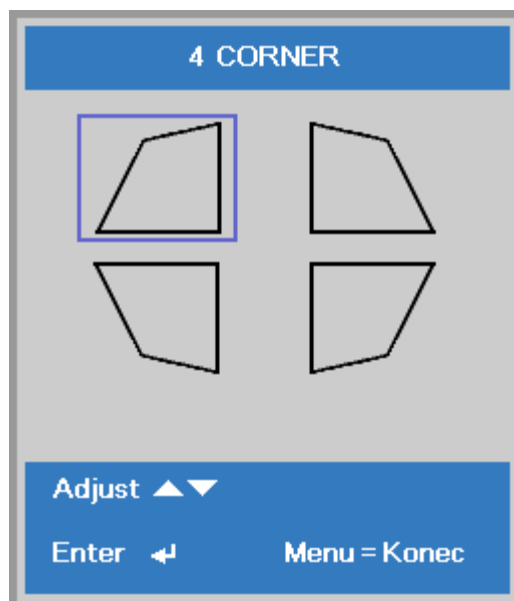 4 CORNER
Adjust ▲▼
Enter ↵ Menu = Konec